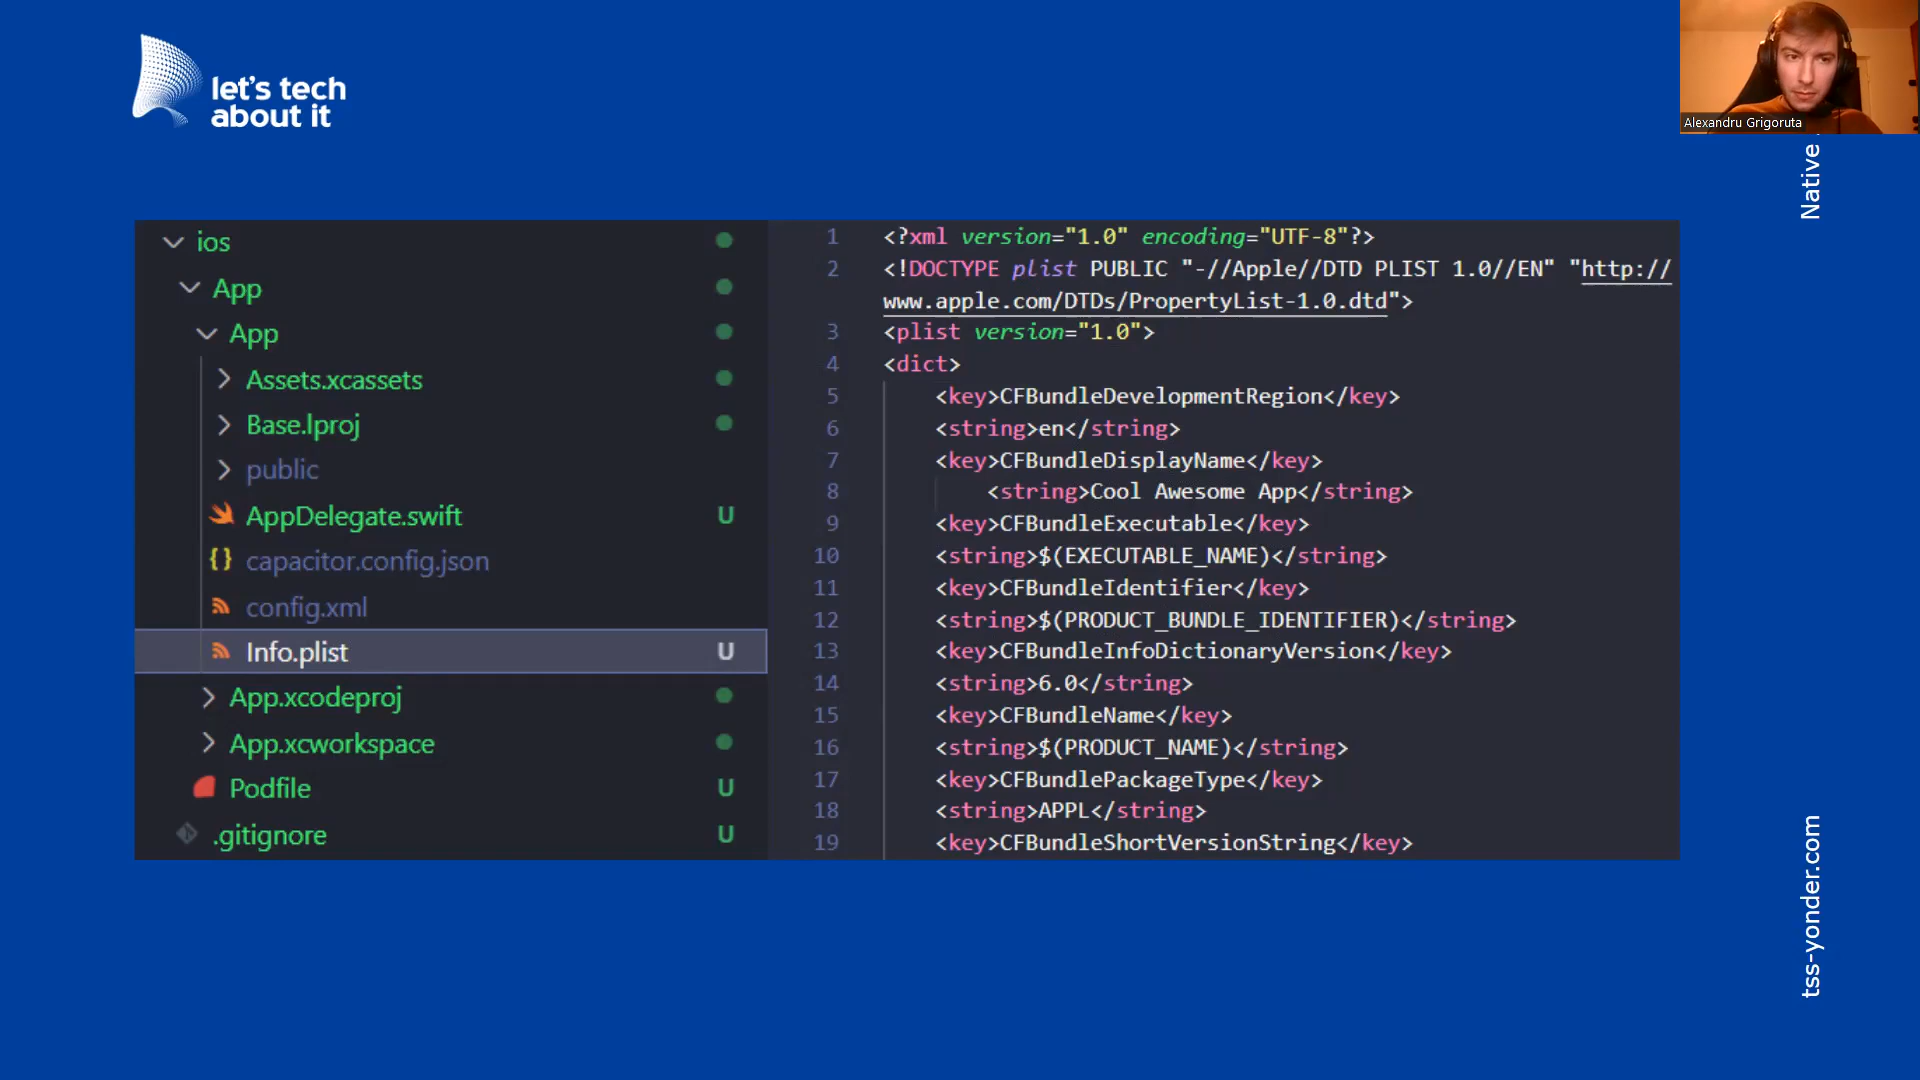 let's tech
about it
Alexandru Grigoruta
Native
ios
App
App
Assets.xcassets
Base.lproj
public
AppDelegate.swift U
capacitor.config.json
config.xml
Info.plist U
App.xcodeproj
App.xcworkspace
Podfile U
.gitignore U
1 <?xml version="1.0" encoding="UTF-8"?>
2 <!DOCTYPE plist PUBLIC "-//Apple//DTD PLIST 1.0//EN" "http://
www.apple.com/DTDs/PropertyList-1.0.dtd">
3 <plist version="1.0">
4 <dict>
5 <key>CFBundleDevelopmentRegion</key>
6 <string>en</string>
7 <key>CFBundleDisplayName</key>
8 <string>Cool Awesome App</string>
9 <key>CFBundleExecutable</key>
10 <string>$(EXECUTABLE_NAME)</string>
11 <key>CFBundleIdentifier</key>
12 <string>$(PRODUCT_BUNDLE_IDENTIFIER)</string>
13 <key>CFBundleInfoDictionaryVersion</key>
14 <string>6.0</string>
15 <key>CFBundleName</key>
16 <string>$(PRODUCT_NAME)</string>
17 <key>CFBundlePackageType</key>
18 <string>APPL</string>
19 <key>CFBundleShortVersionString</key>
tss-yonder.com